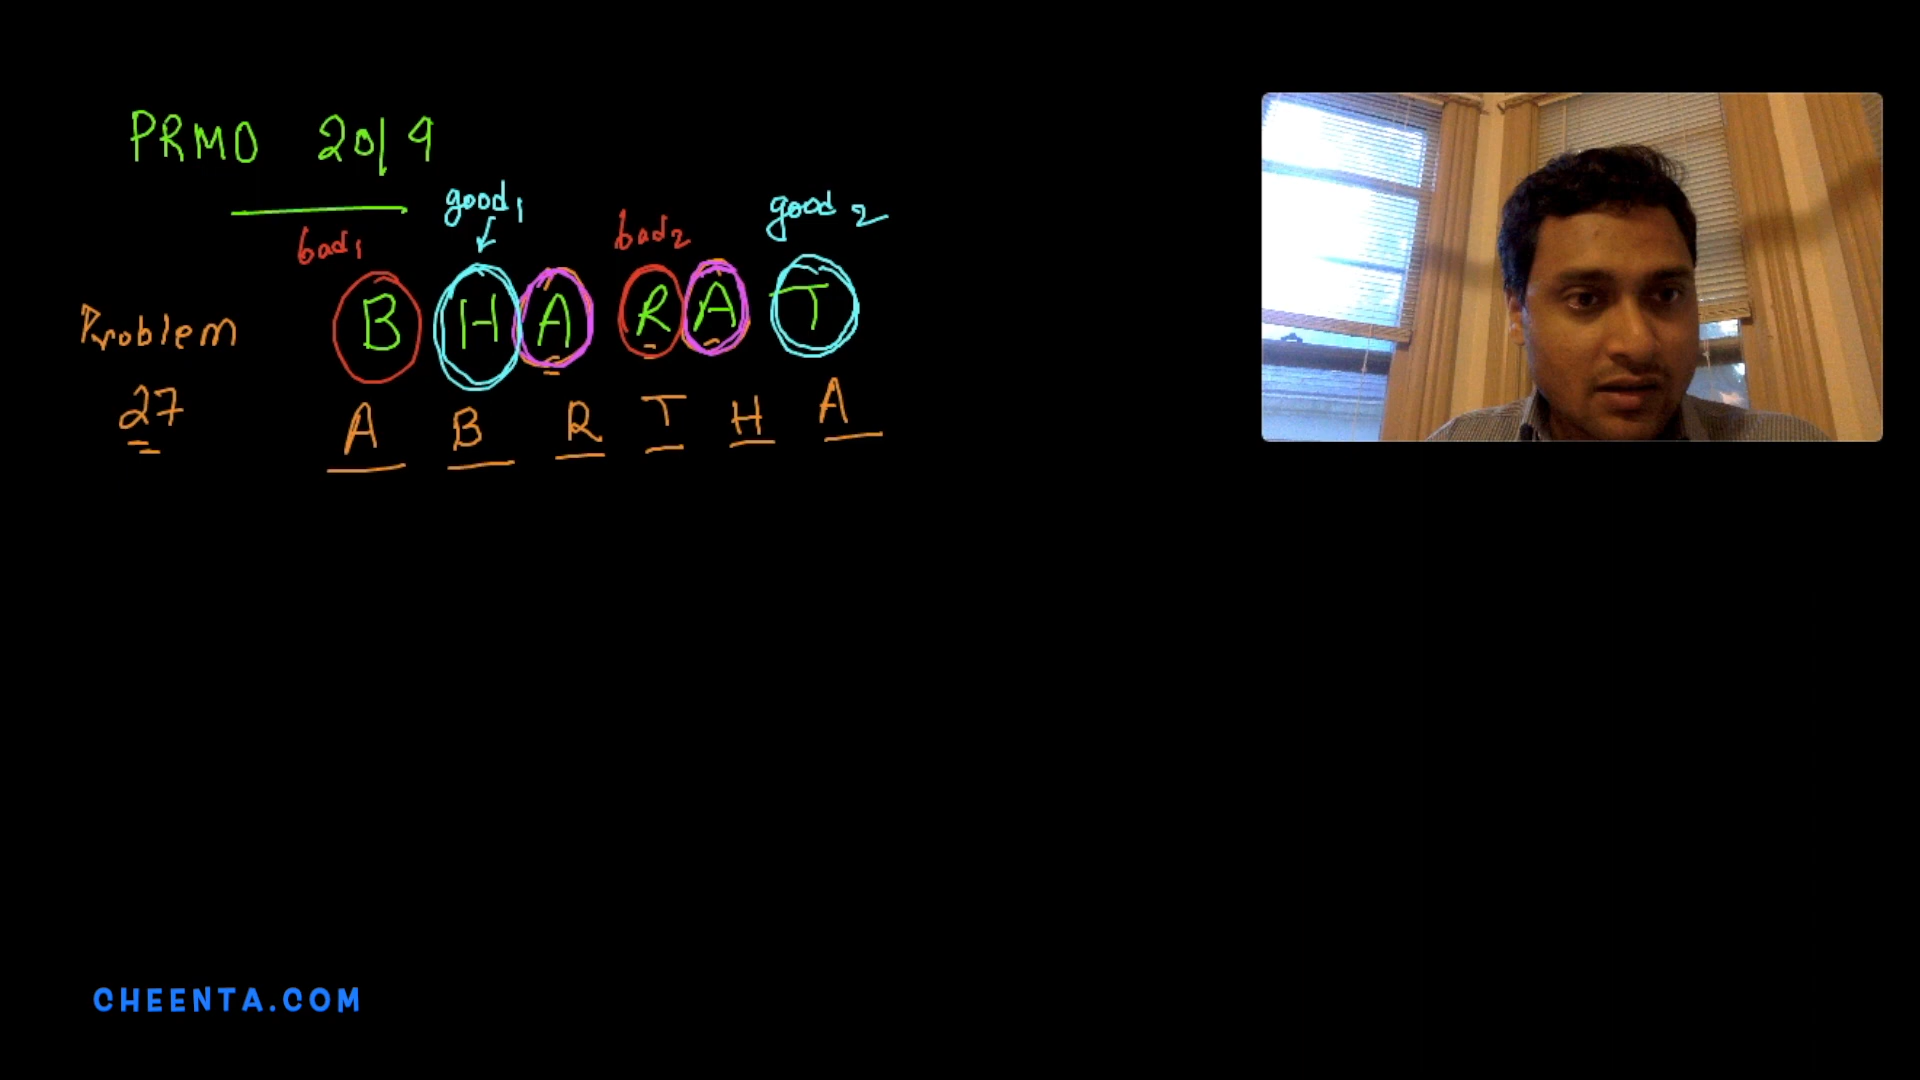 PRMO 2019
good1
bad1
bad2
good 2
B H A R A T
Problem
27
A B R T H A
CHEENTA.COM